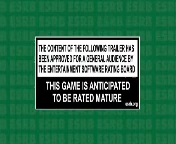 THE CONTENT OF THE FOLLOWING TRAILER HAS
BEEN APPROVED FOR A GENERAL AUDIENCE BY
THE ENTERTAINMENT SOFTWARE RATING BOARD
THIS GAME IS ANTICIPATED
TO BE RATED MATURE
esrb.org